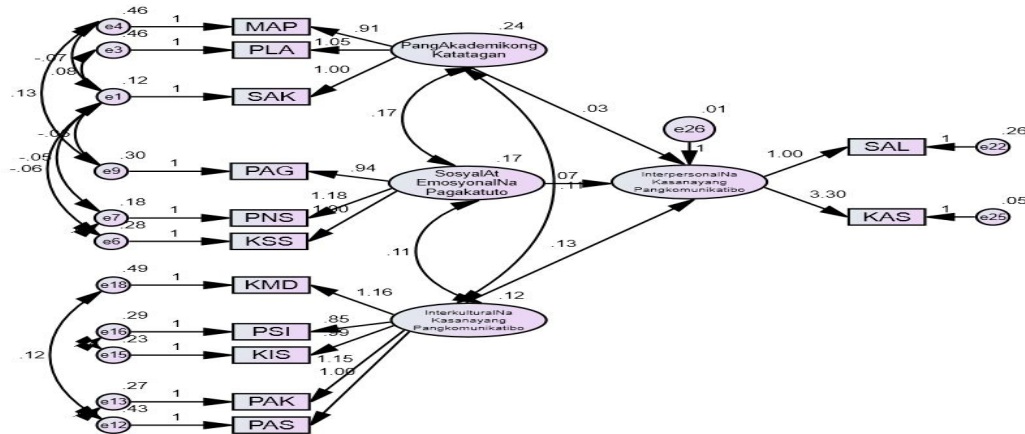 .46
e4
1
MAP
.91
.24
PangAkademikong
Katatagan
.46
e3
1
PLA
1.05
-.07
.08
.12
e1
1
SAK
1.00
.13
.17
.03
.01
e26
1
.26
1.00
SAL
1
e22
-.05
-.06
.30
e9
1
PAG
.94
.17
SosyalAt
EmosyonalNa
Pagakatuto
.07
.11
InterpersonalNa
Kasanayang
Pangkomunikatibo
3.30
.05
KAS
1
e25
.18
e7
1
PNS
1.18
1.00
.28
e6
1
KSS
.11
.13
.49
e18
1
KMD
1.16
.12
InterkulturalNa
Kasanayang
Pangkomunikatibo
.29
e16
1
PSI
.85
.23
e15
1
KIS
.12
1.15
1.00
.27
e13
1
PAK
.43
e12
1
PAS